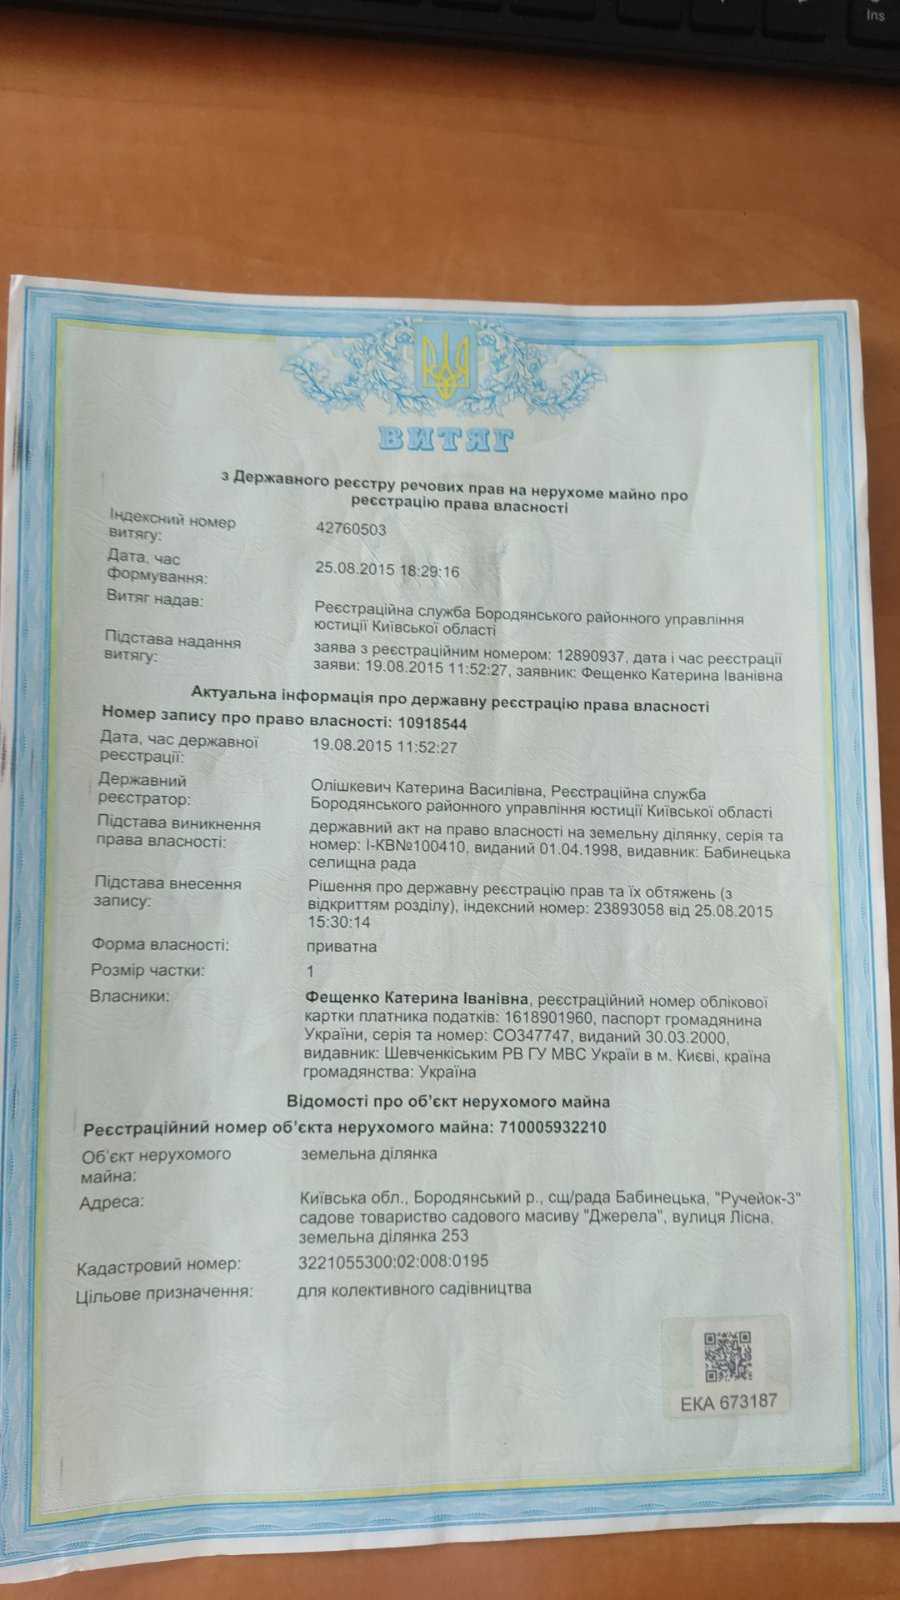 Ins
ВИТЯГ
з Державного реєстру речових прав на нерухоме майно про
реєстрацію права власності
Індексний номер
витягу:
42760503
Дата, час
формування:
25.08.2015 18:29:16
Витяг надав:
Реєстраційна служба Бородянського районного управління
юстиції Київської області
Підстава надання
витягу:
заява з реєстраційним номером: 12890937, дата і час реєстрації
заяви: 19.08.2015 11:52:27, заявник: Фещенко Катерина Іванівна
Актуальна інформація про державну реєстрацію права власності
Номер запису про право власності: 10918544
Дата, час державної
реєстрації:
19.08.2015 11:52:27
Державний
реєстратор:
Олішкевич Катерина Василівна, Реєстраційна служба
Бородянського районного управління юстиції Київської області
Підстава виникнення
права власності:
державний акт на право власності на земельну ділянку, серія та
номер: І-КВ№100410, виданий 01.04.1998, видавник: Бабинецька
селищна рада
Підстава внесення
запису:
Рішення про державну реєстрацію прав та їх обтяжень (з
відкриттям розділу), індексний номер: 23893058 від 25.08.2015
15:30:14
Форма власності:
приватна
Розмір частки:
1
Власники:
Фещенко Катерина Іванівна, реєстраційний номер облікової
картки платника податків: 1618901960, паспорт громадянина
України, серія та номер: СО347747, виданий 30.03.2000,
видавник: Шевченкіським РВ ГУ МВС Україи в м. Києві, країна
громадянства: Україна
Відомості про об'єкт нерухомого майна
Реєстраційний номер об'єкта нерухомого майна: 710005932210
Об'єкт нерухомого
майна:
земельна ділянка
Адреса:
Київська обл., Бородянський р., сщ/рада Бабинецька, "Ручейок-3"
садове товариство садового масиву "Джерела", вулиця Лісна,
земельна ділянка 253
Кадастровий номер:
3221055300:02:008:0195
Цільове призначення:
для колективного садівництва
ЕКА 673187